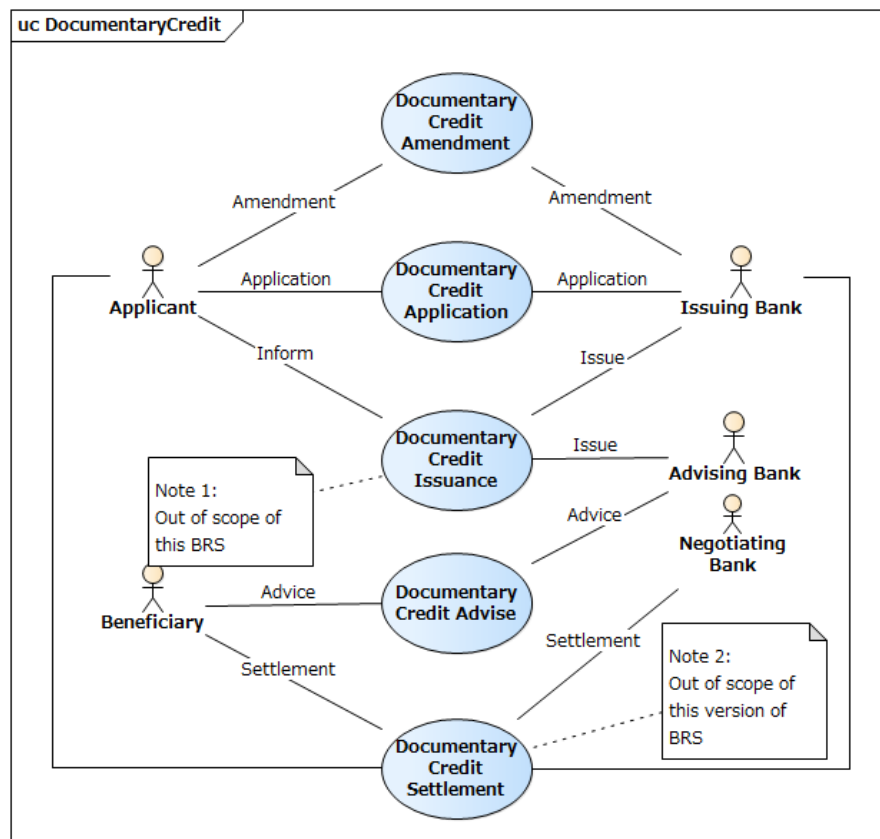 uc DocumentaryCredit
Documentary
Credit
Amendment
Amendment
Amendment
Applicant
Application
Documentary
Credit
Application
Application
Issuing Bank
Inform
Issue
Documentary
Credit
Issuance
Issue
Advising Bank
Note 1:
Out of scope of
this BRS
Advice
Negotiating
Bank
Beneficiary
Advice
Documentary
Credit Advise
Settlement
Settlement
Note 2:
Out of scope of
this version of
BRS
Documentary
Credit
Settlement